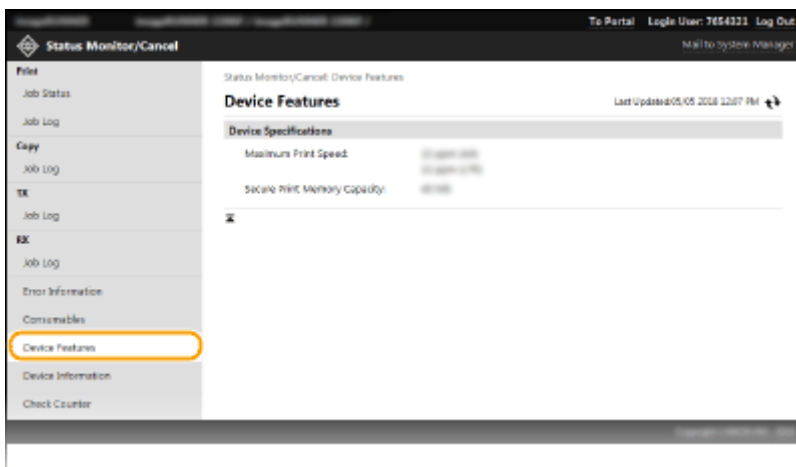 To Portal Login User: 7654321 Log Out
Status Monitor/Cancel
Mail to System Manager
Print
Job Status
Job Log
Copy
Job Log
TX
Job Log
RX
Job Log
Error Information
Consumables
Device Features
Device Information
Check Counter
Status Monitor/Cancel: Device Features
Device Features
Last Updated:05/05 2018 12:07 PM
Device Specifications
Maximum Print Speed:
Secure Print Memory Capacity: